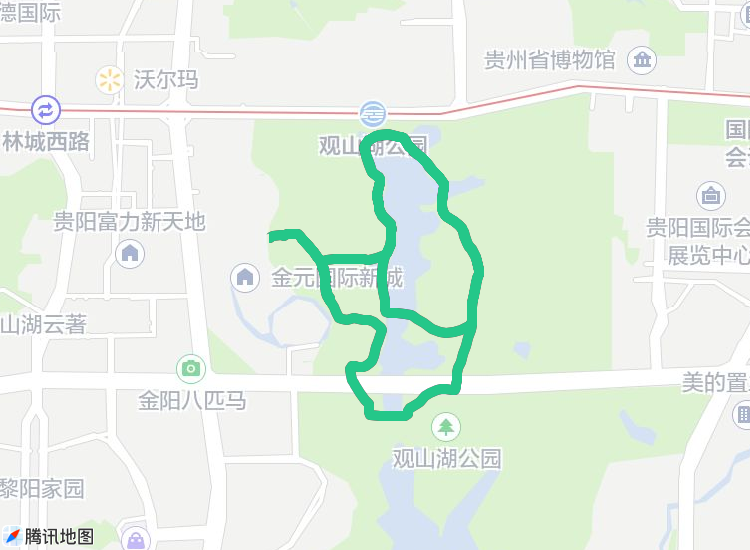 德国际
沃尔玛
贵州省博物馆
林城西路
观山湖公园
国
会
贵阳富力新天地
贵阳国际会
展览中心
金元国际新城
山湖云著
美的置
金阳八匹马
观山湖公园
黎阳家园
腾讯地图